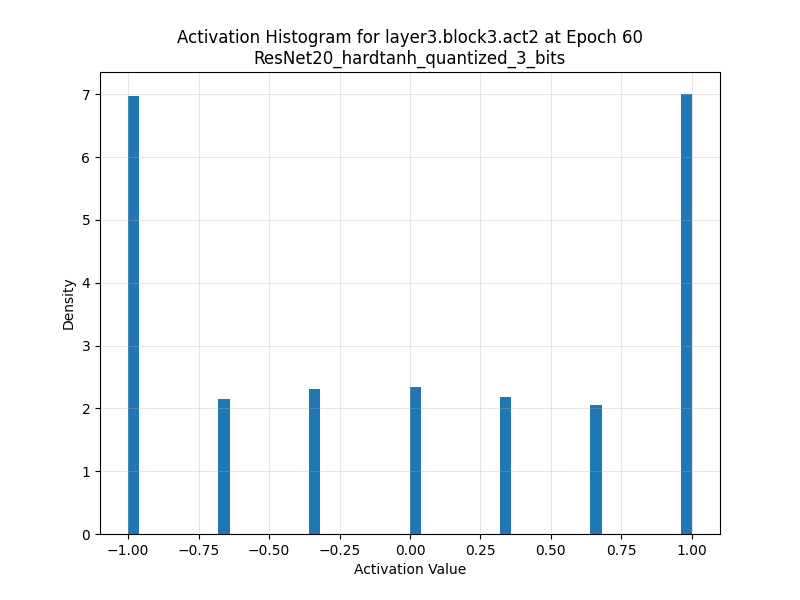 Activation Histogram for layer3.block3.act2 at Epoch 60
ResNet20_hardtanh_quantized_3_bits
7
6
5
4
3
2
1
0
Density
−1.00 −0.75 −0.50 −0.25 0.00 0.25 0.50 0.75 1.00
Activation Value